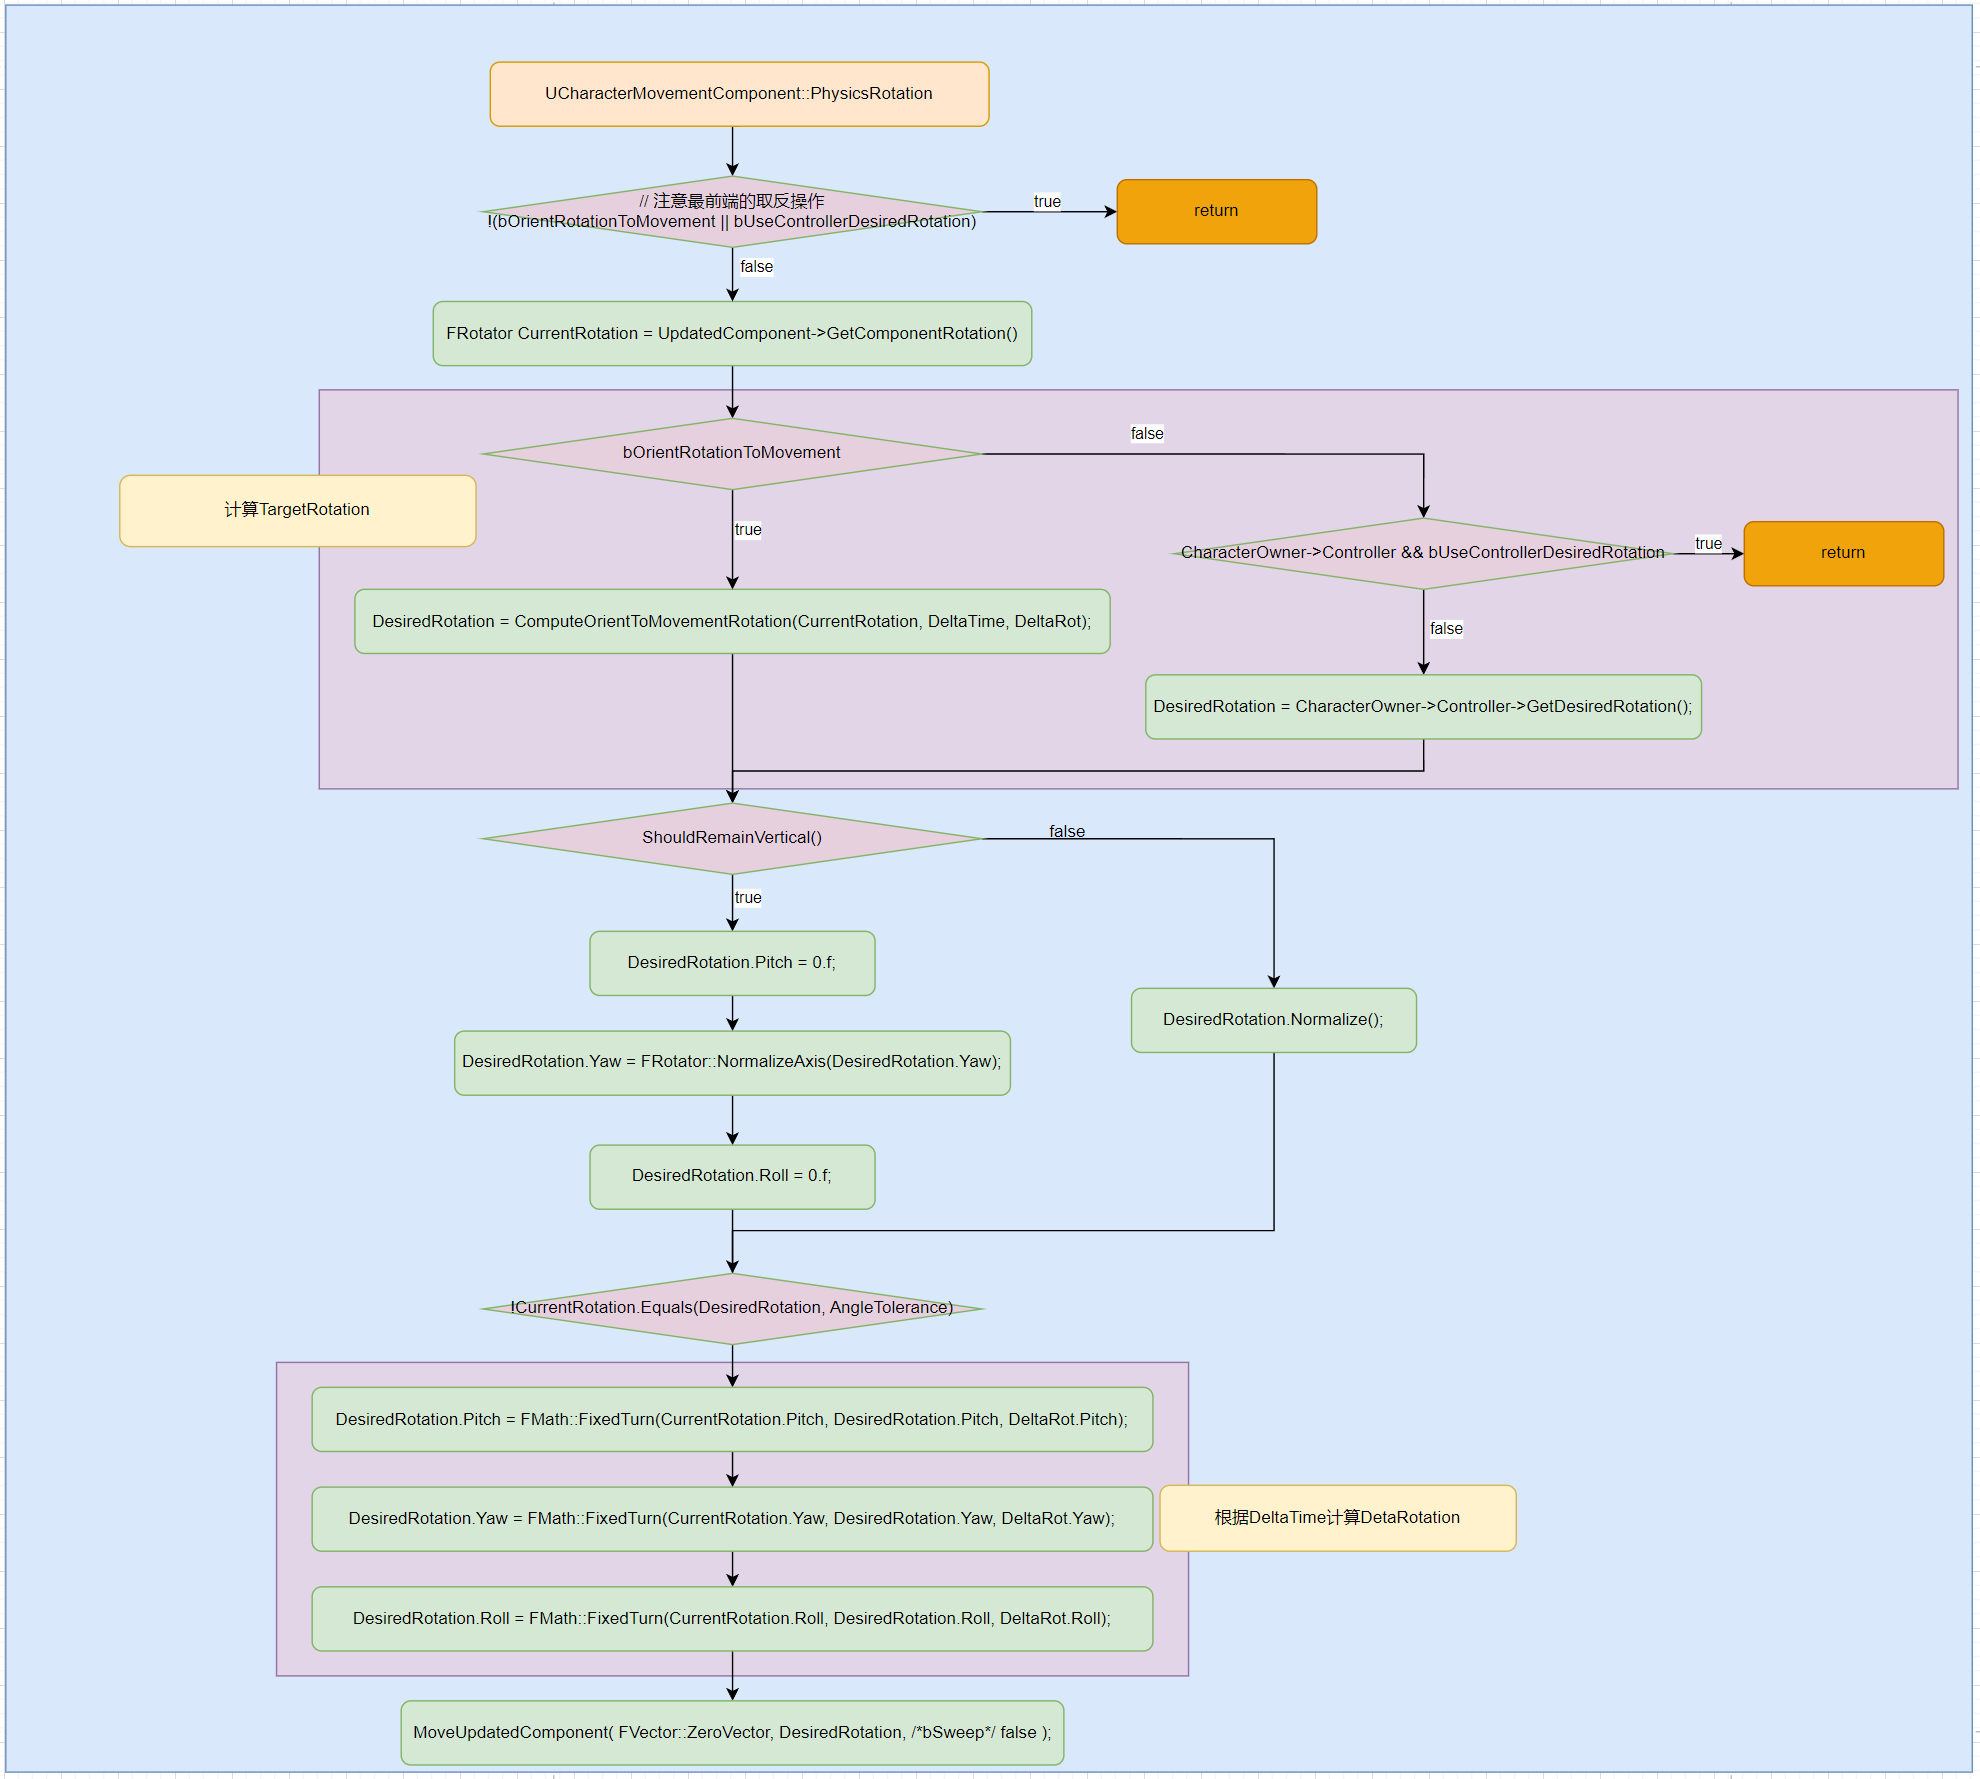 UCharacterMovementComponent::PhysicsRotation
// 注意最前端的取反操作
!(bOrientRotationToMovement || bUseControllerDesiredRotation)
true
return
false
FRotator CurrentRotation = UpdatedComponent->GetComponentRotation()
bOrientRotationToMovement
false
计算TargetRotation
true
CharacterOwner->Controller && bUseControllerDesiredRotation
true
return
DesiredRotation = ComputeOrientToMovementRotation(CurrentRotation, DeltaTime, DeltaRot);
false
DesiredRotation = CharacterOwner->Controller->GetDesiredRotation();
ShouldRemainVertical()
false
true
DesiredRotation.Pitch = 0.f;
DesiredRotation.Normalize();
DesiredRotation.Yaw = FRotator::NormalizeAxis(DesiredRotation.Yaw);
DesiredRotation.Roll = 0.f;
!CurrentRotation.Equals(DesiredRotation, AngleTolerance)
DesiredRotation.Pitch = FMath::FixedTurn(CurrentRotation.Pitch, DesiredRotation.Pitch, DeltaRot.Pitch);
DesiredRotation.Yaw = FMath::FixedTurn(CurrentRotation.Yaw, DesiredRotation.Yaw, DeltaRot.Yaw);
根据DeltaTime计算DetaRotation
DesiredRotation.Roll = FMath::FixedTurn(CurrentRotation.Roll, DesiredRotation.Roll, DeltaRot.Roll);
MoveUpdatedComponent( FVector::ZeroVector, DesiredRotation, /*bSweep*/ false );